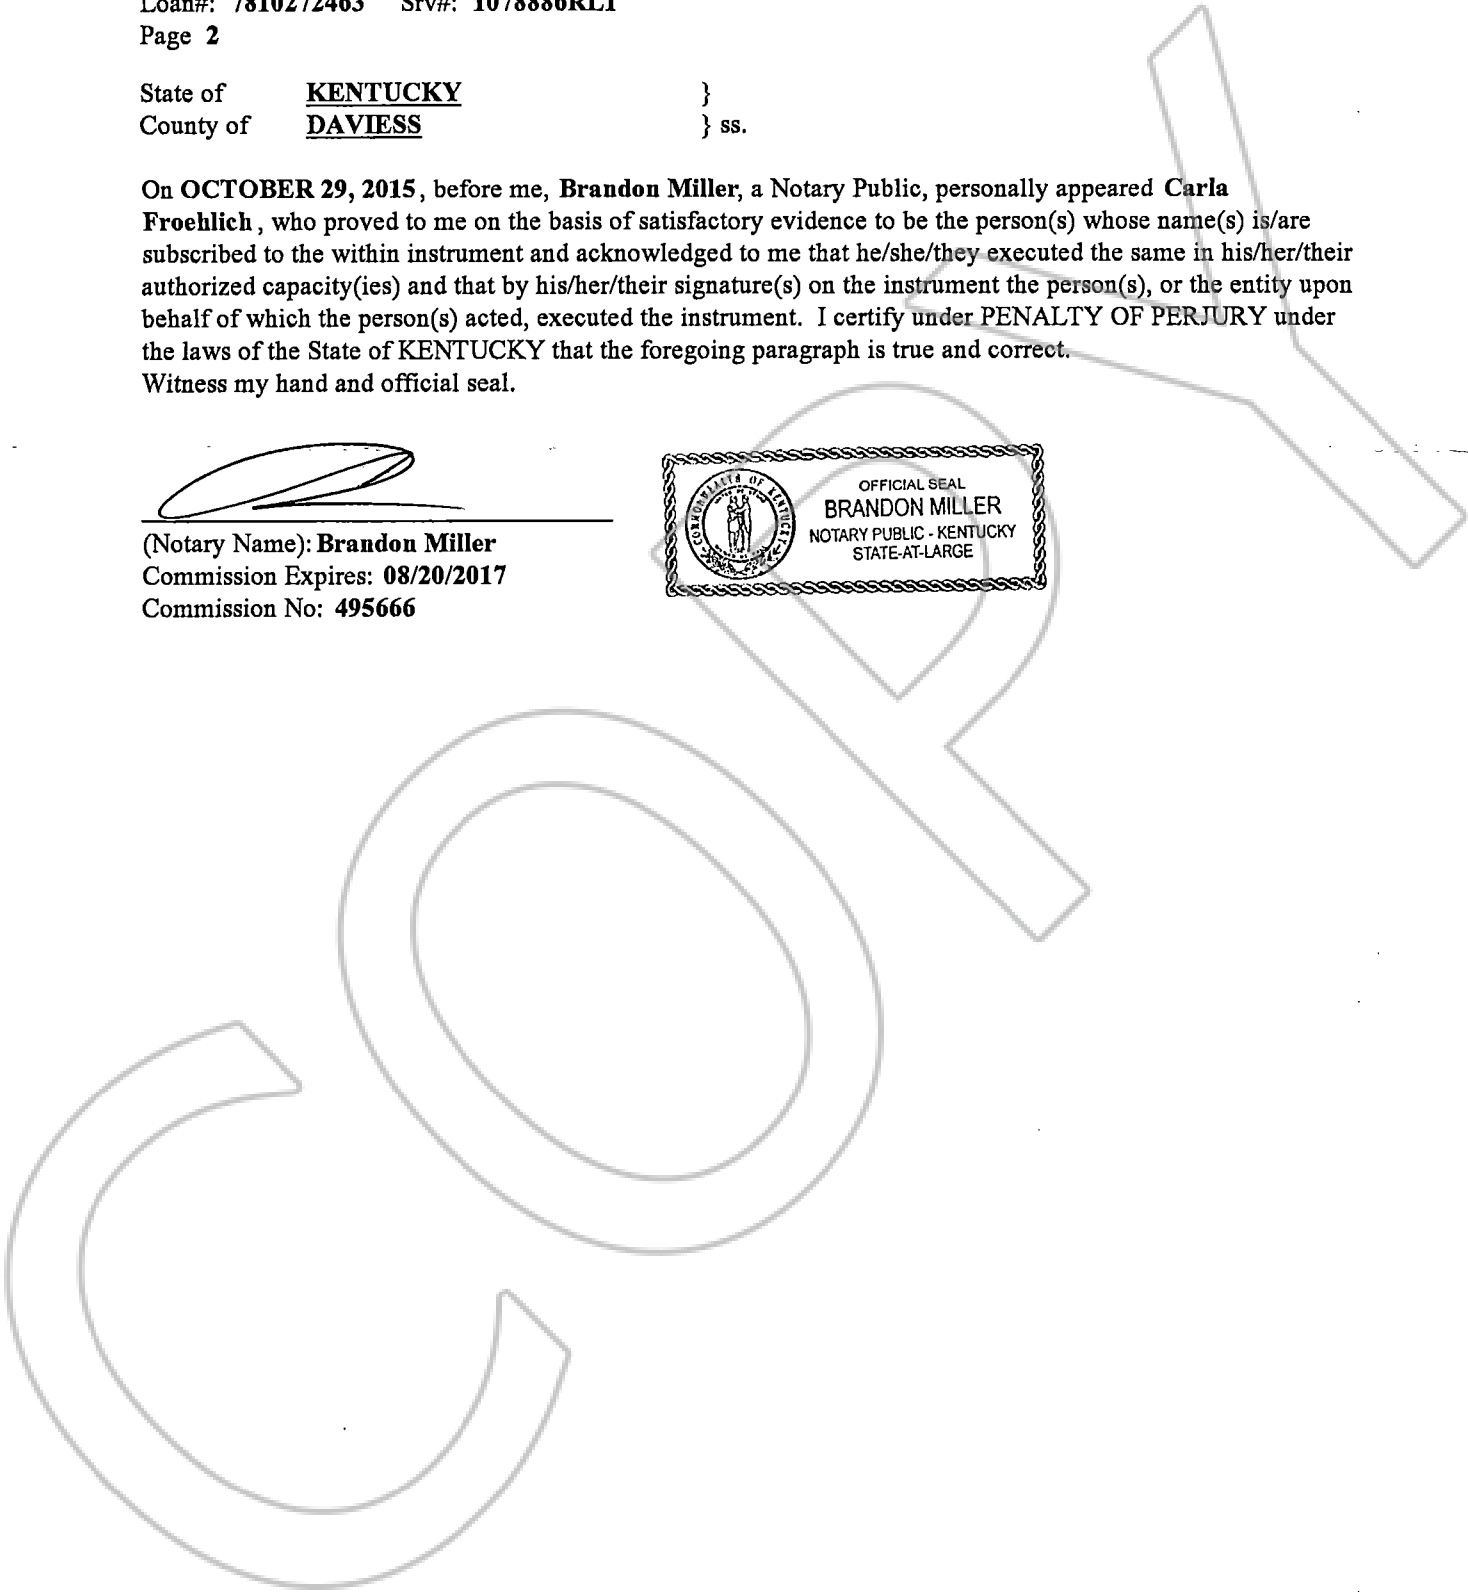 Loan#: 7810272463 Srv#: 1078886RL1
Page 2
State of KENTUCKY }
County of DAVIESS } ss.
On OCTOBER 29, 2015, before me, Brandon Miller, a Notary Public, personally appeared Carla
Froehlich, who proved to me on the basis of satisfactory evidence to be the person(s) whose name(s) is/are
subscribed to the within instrument and acknowledged to me that he/she/they executed the same in his/her/their
authorized capacity(ies) and that by his/her/their signature(s) on the instrument the person(s), or the entity upon
behalf of which the person(s) acted, executed the instrument. I certify under PENALTY OF PERJURY under
the laws of the State of KENTUCKY that the foregoing paragraph is true and correct.
Witness my hand and official seal.
COMMONWEALTH OF KENTUCKY
OFFICIAL SEAL
BRANDON MILLER
NOTARY PUBLIC - KENTUCKY
STATE-AT-LARGE
(Notary Name): Brandon Miller
Commission Expires: 08/20/2017
Commission No: 495666
COPY